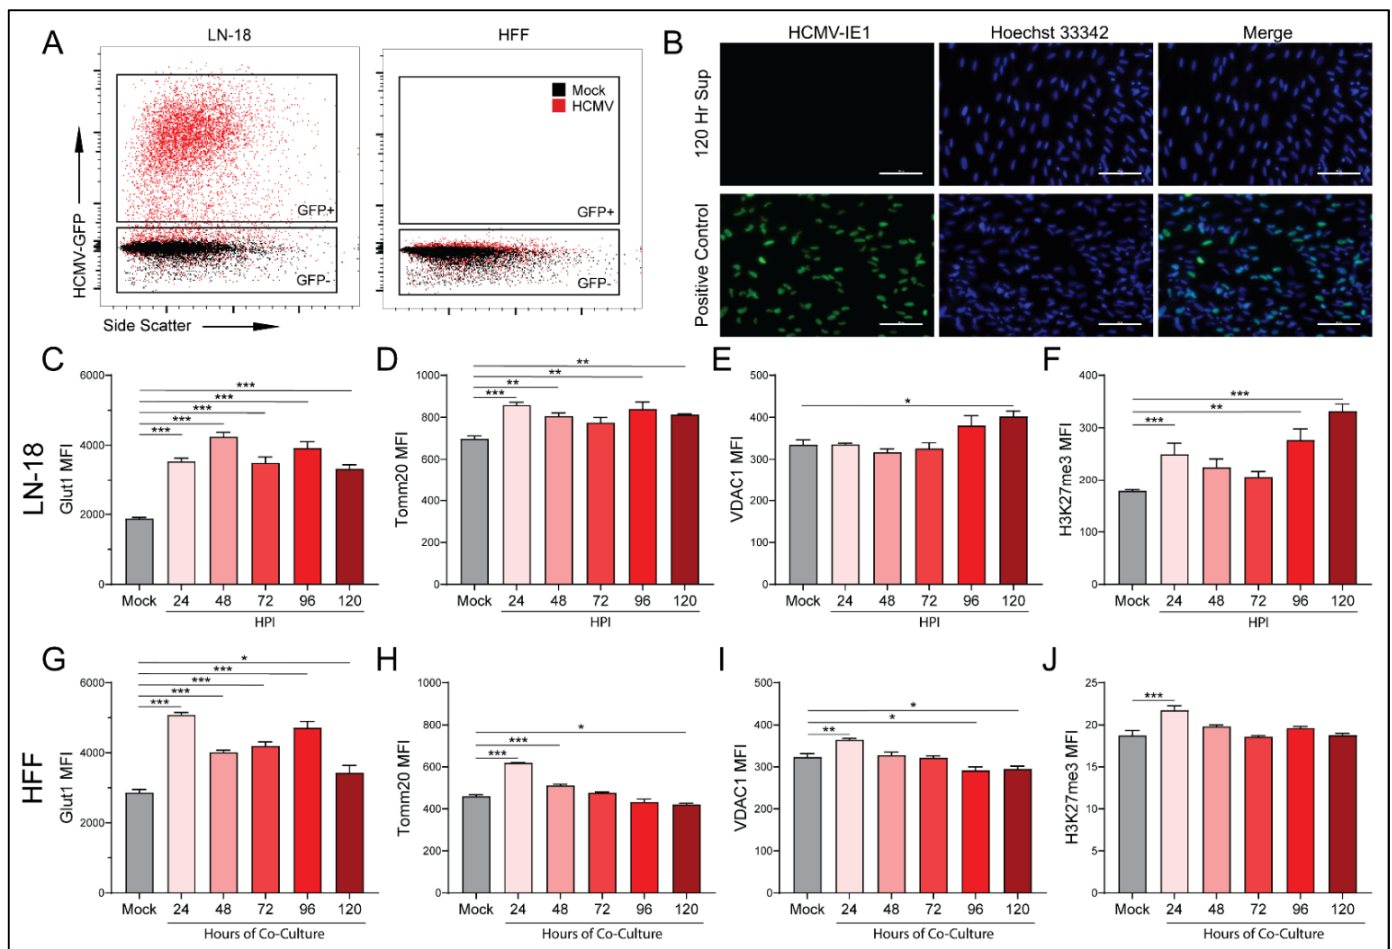 A
LN-18
HFF
Mock
HCMV
GFP+
GFP-
GFP+
GFP-
HCMV-GFP
Side Scatter
B
HCMV-IE1
Hoechst 33342
Merge
120 Hr Sup
Positive Control
LN-18
C
Glut1 MFI
6000
4000
2000
0
***
***
***
***
***
Mock 24 48 72 96 120
HPI
D
Tomm20 MFI
1000
800
600
400
200
0
**
**
**
***
Mock 24 48 72 96 120
HPI
E
VDAC1 MFI
500
400
300
100
0
*
Mock 24 48 72 96 120
HPI
F
H3K27me3 MFI
400
300
200
100
0
***
**
***
Mock 24 48 72 96 120
HPI
HFF
G
Glut1 MFI
6000
4000
2000
0
*
***
***
***
***
Mock 24 48 72 96 120
Hours of Co-Culture
H
Tomm20 MFI
1000
800
600
400
200
0
*
***
***
Mock 24 48 72 96 120
Hours of Co-Culture
I
VDAC1 MFI
500
400
300
300
100
0
*
*
**
Mock 24 48 72 96 120
Hours of Co-Culture
J
H3K27me3 MFI
25
20
15
10
5
0
***
Mock 24 48 72 96 120
Hours of Co-Culture